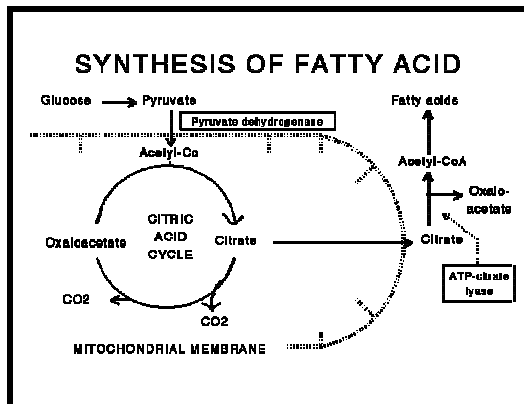 SYNTHESIS OF FATTY ACID
Glucose Pyruvate
Fatty acids
Pyruvate dehydrogenase
Acetyl-Co
Acetyl-CoA
Oxalo-
acetate
CITRIC
ACID
CYCLE
Oxaloacetate
Citrate
Citrate
ATP-citrate
lyase
CO2
CO2
MITOCHONDRIAL MEMBRANE